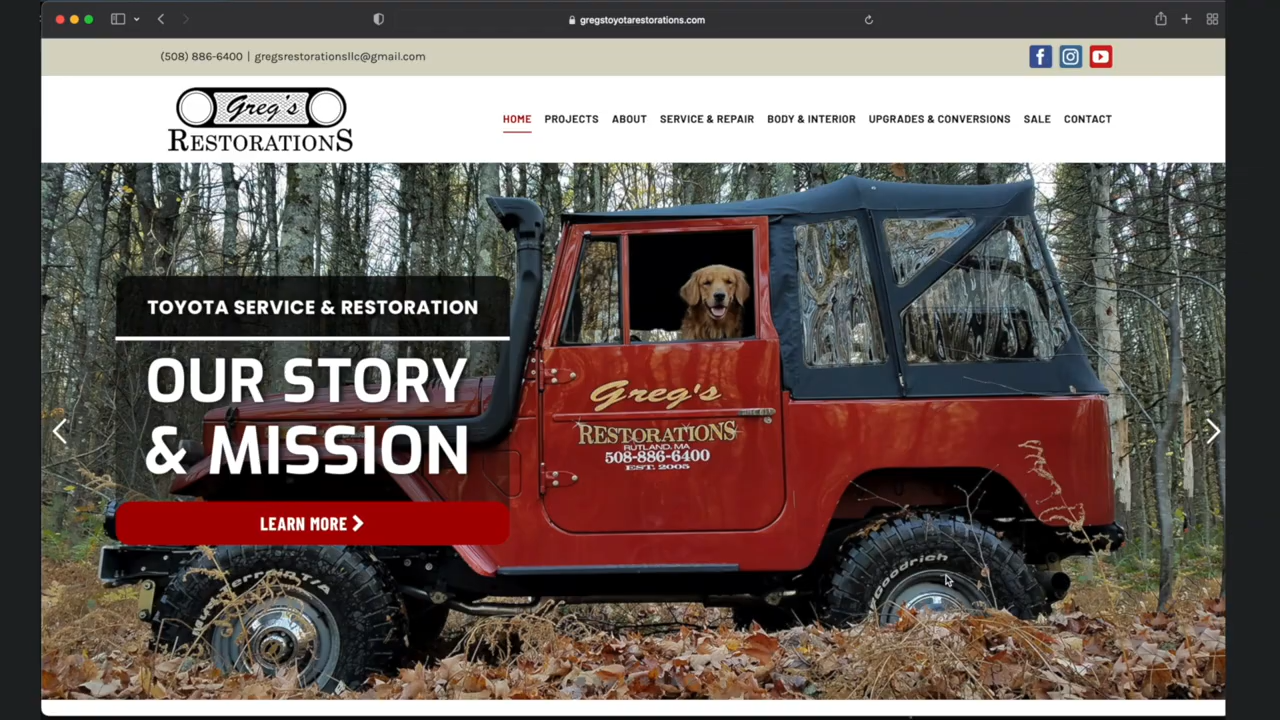 gregstoyotarestorations.com
(508) 886-6400 | gregsrestorationsllc@gmail.com
Greg's
RESTORATIONS
HOME PROJECTS ABOUT SERVICE & REPAIR BODY & INTERIOR UPGRADES & CONVERSIONS SALE CONTACT
TOYOTA SERVICE & RESTORATION
OUR STORY
& MISSION
LEARN MORE
Greg's
RESTORATIONS
RUTLAND, MA
508-886-6400
EST. 2005